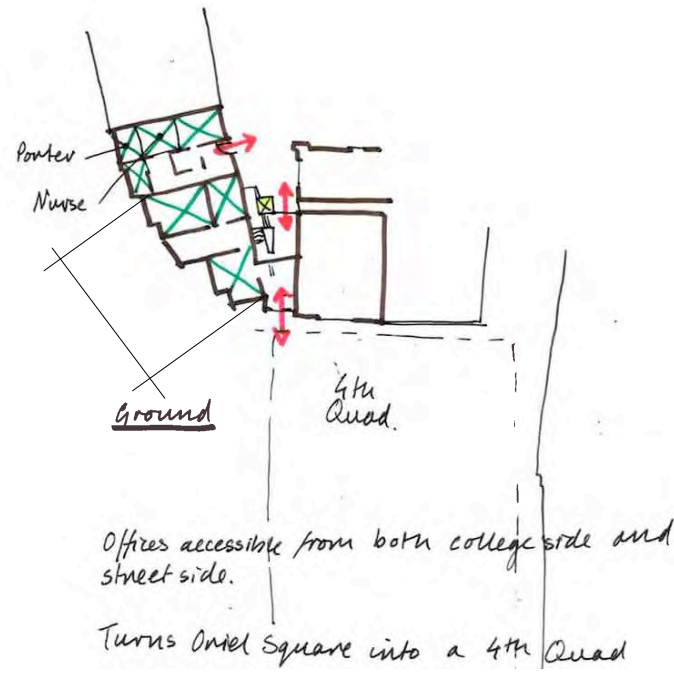 Porter
Nurse
Ground
4th
Quad.
Offices accessible from both college side and
street side.
Turns Oriel Square into a 4th Quad